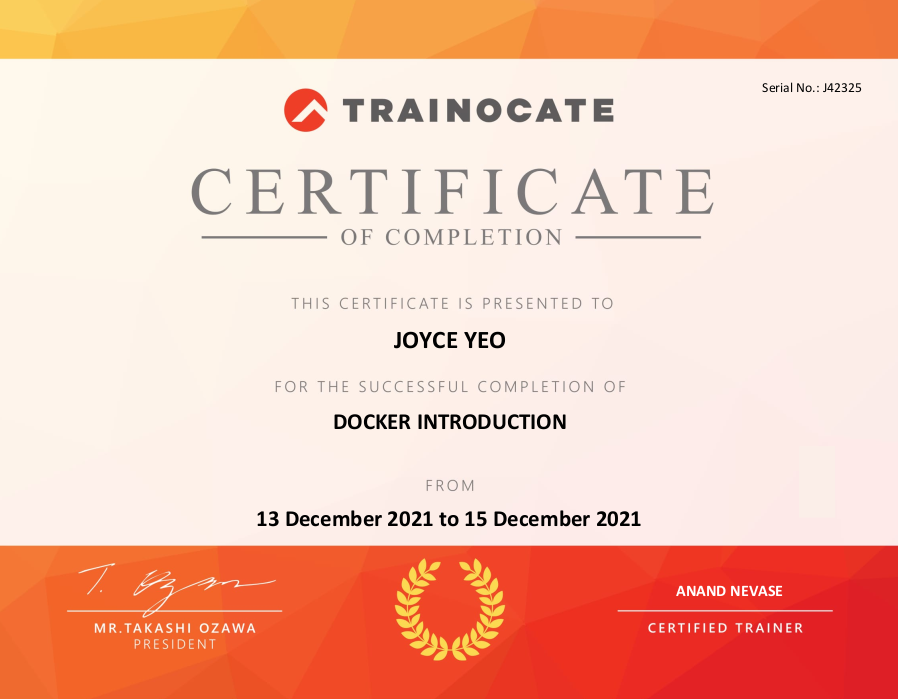 Serial No.: J42325
TRAINOCATE
CERTIFICATE
OF COMPLETION
THIS CERTIFICATE IS PRESENTED TO
JOYCE YEO
FOR THE SUCCESSFUL COMPLETION OF
DOCKER INTRODUCTION
FROM
13 December 2021 to 15 December 2021
T. Ozawa
MR.TAKASHI OZAWA
PRESIDENT
ANAND NEVASE
CERTIFIED TRAINER